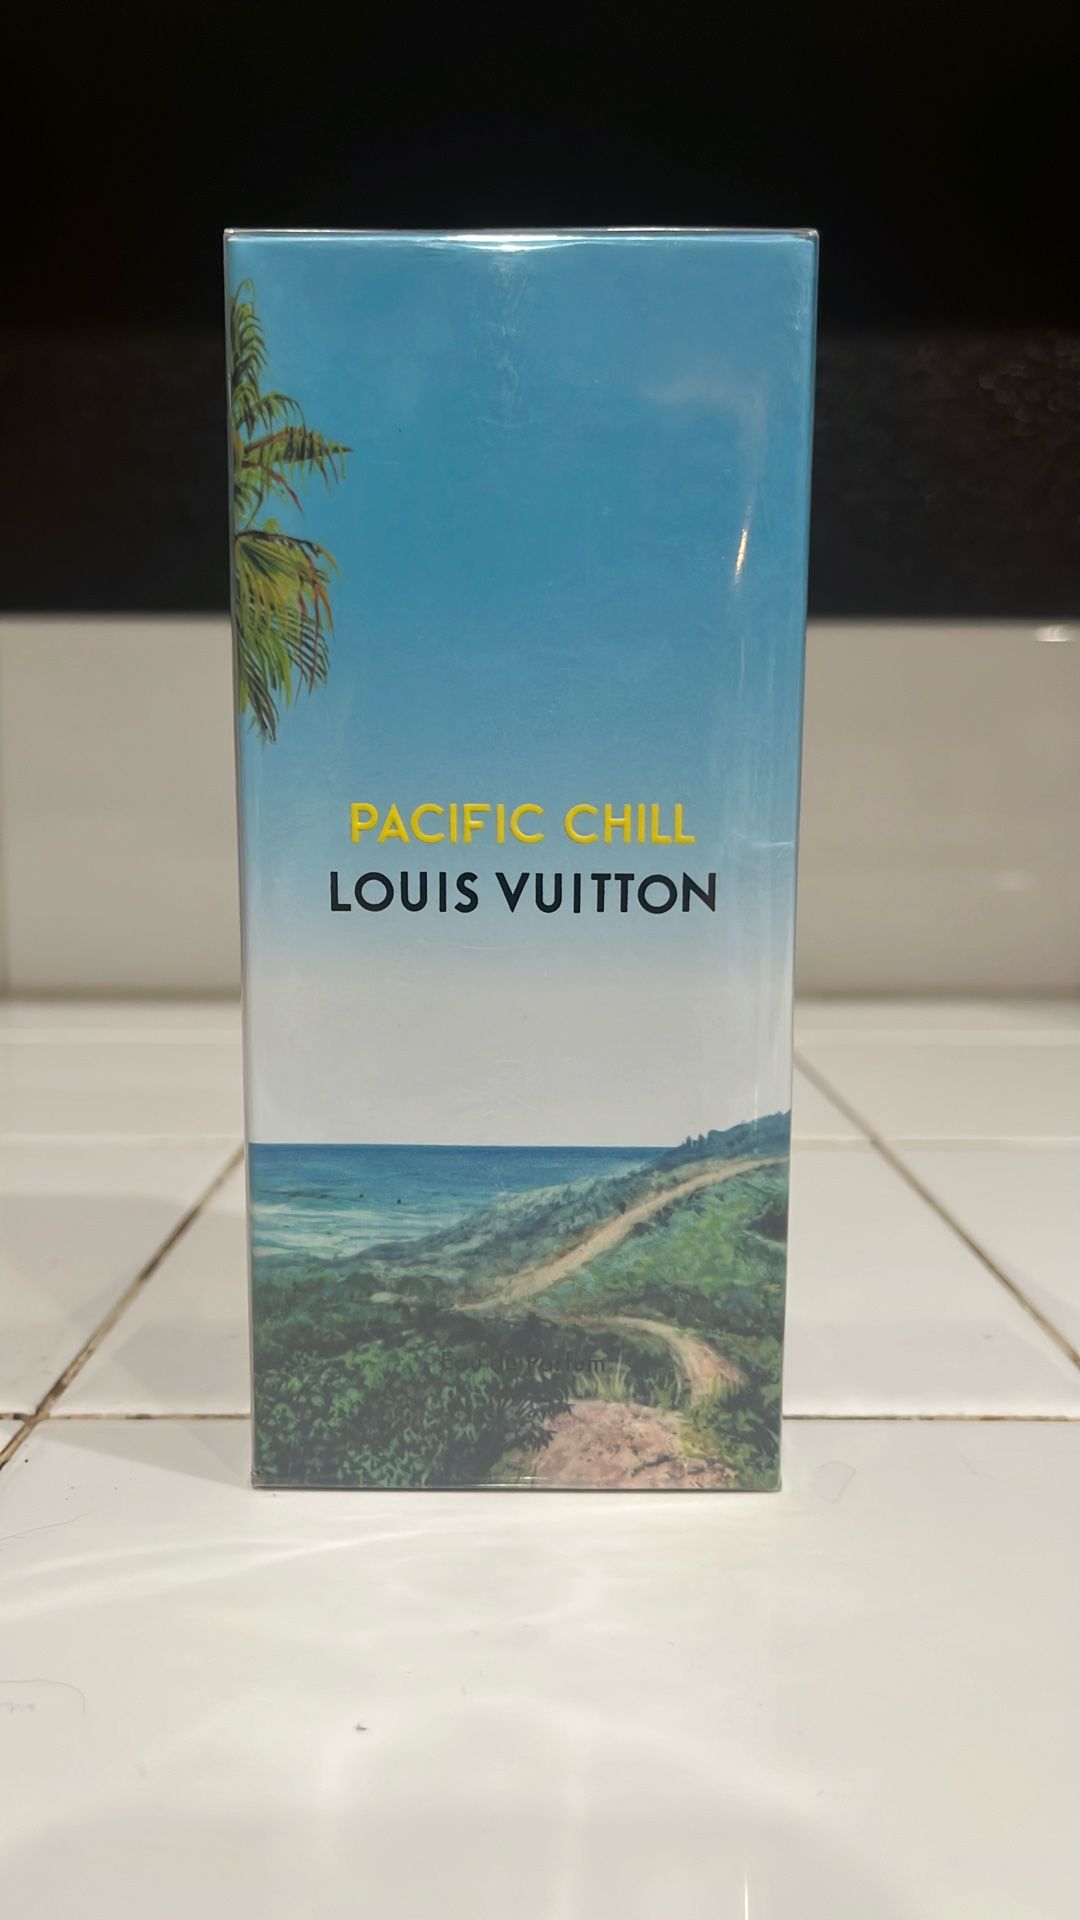 PACIFIC CHILL
LOUIS VUITTON
Eau de Parfum